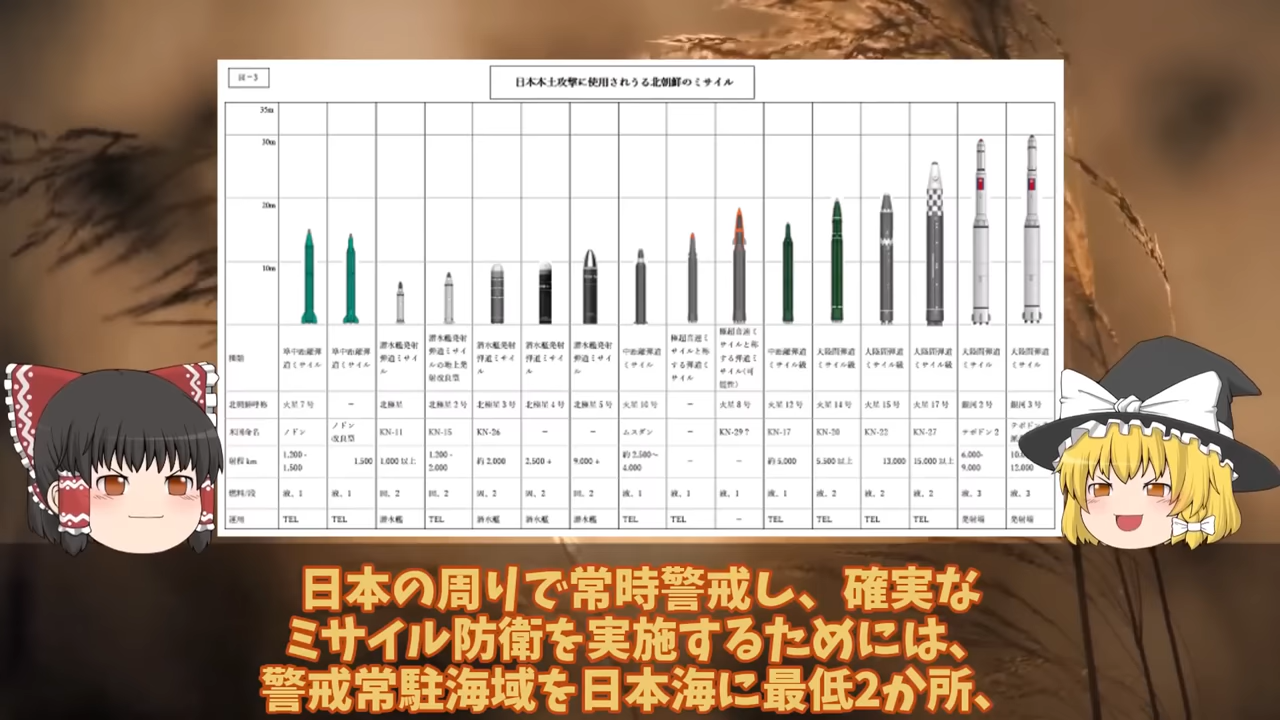 図-3
日本本土攻撃に使用されうる北朝鮮のミサイル
35m
30m
20m
10m
種類 準中距離弾道ミサイル 準中距離弾道ミサイル 潜水艦発射弾道ミサイル 潜水艦発射弾道ミサイルの地上発射改良型 潜水艦発射弾道ミサイル 潜水艦発射弾道ミサイル 潜水艦発射弾道ミサイル 中距離弾道ミサイル 極超音速ミサイルと称する弾道ミサイル 極超音速ミサイルと称する弾道ミサイル(可能性) 中距離弾道ミサイル級 大陸間弾道ミサイル級 大陸間弾道ミサイル級 大陸間弾道ミサイル級 大陸間弾道ミサイル 大陸間弾道ミサイル
北朝鮮呼称 火星7号 － 北極星 北極星2号 北極星3号 北極星4号 北極星5号 火星10号 － 火星8号 火星12号 火星14号 火星15号 火星17号 銀河2号 銀河3号
米国命名 ノドン ノドン改良型 KN-11 KN-15 KN-26 － － ムスダン － KN-29? KN-17 KN-20 KN-22 KN-27 テポドン2
射程km 1,200-1,500 1,500 1,000以上 1,200-2,000 約2,000 2,500+ 9,000+ 約2,500～4,000 － － 約5,000 5,500以上 13,000 15,000以上 6,000-9,000 12,000
燃料/段 液、1 液、1 固、2 固、2 固、2 固、2 固、2 液、1 液、1 液、1 液、1 液、2 液、2 液、2 液、3 液、3
運用 TEL TEL 潜水艦 TEL 潜水艦 潜水艦 潜水艦 TEL TEL － TEL TEL TEL TEL 発射場 発射場
日本の周りで常時警戒し、確実な
ミサイル防衛を実施するためには、
警戒常駐海域を日本海に最低2か所、